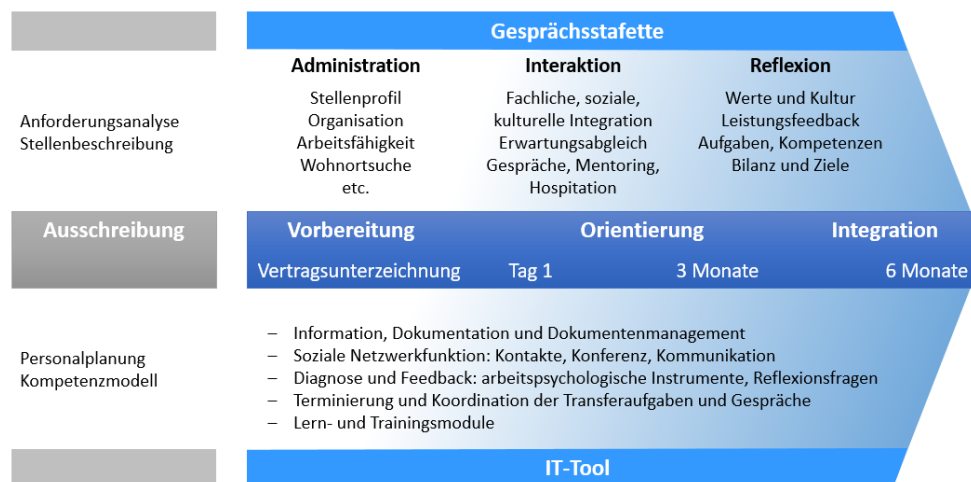 Gesprächsstafette
Administration
Stellenprofil
Organisation
Arbeitsfähigkeit
Wohnortsuche
etc.
Interaktion
Fachliche, soziale,
kulturelle Integration
Erwartungsabgleich
Gespräche, Mentoring,
Hospitation
Reflexion
Werte und Kultur
Leistungsfeedback
Aufgaben, Kompetenzen
Bilanz und Ziele
Anforderungsanalyse
Stellenbeschreibung
Ausschreibung
Vorbereitung
Orientierung
Integration
Vertragsunterzeichnung
Tag 1
3 Monate
6 Monate
Personalplanung
Kompetenzmodell
– Information, Dokumentation und Dokumentenmanagement
– Soziale Netzwerkfunktion: Kontakte, Konferenz, Kommunikation
– Diagnose und Feedback: arbeitspsychologische Instrumente, Reflexionsfragen
– Terminierung und Koordination der Transferaufgaben und Gespräche
– Lern- und Trainingsmodule
IT-Tool